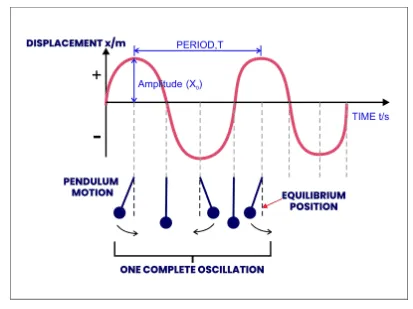 DISPLACEMENT x/m
PERIOD,T
+
Amplitude (X₀)
TIME t/s
-
PENDULUM
MOTION
EQUILIBRIUM
POSITION
ONE COMPLETE OSCILLATION